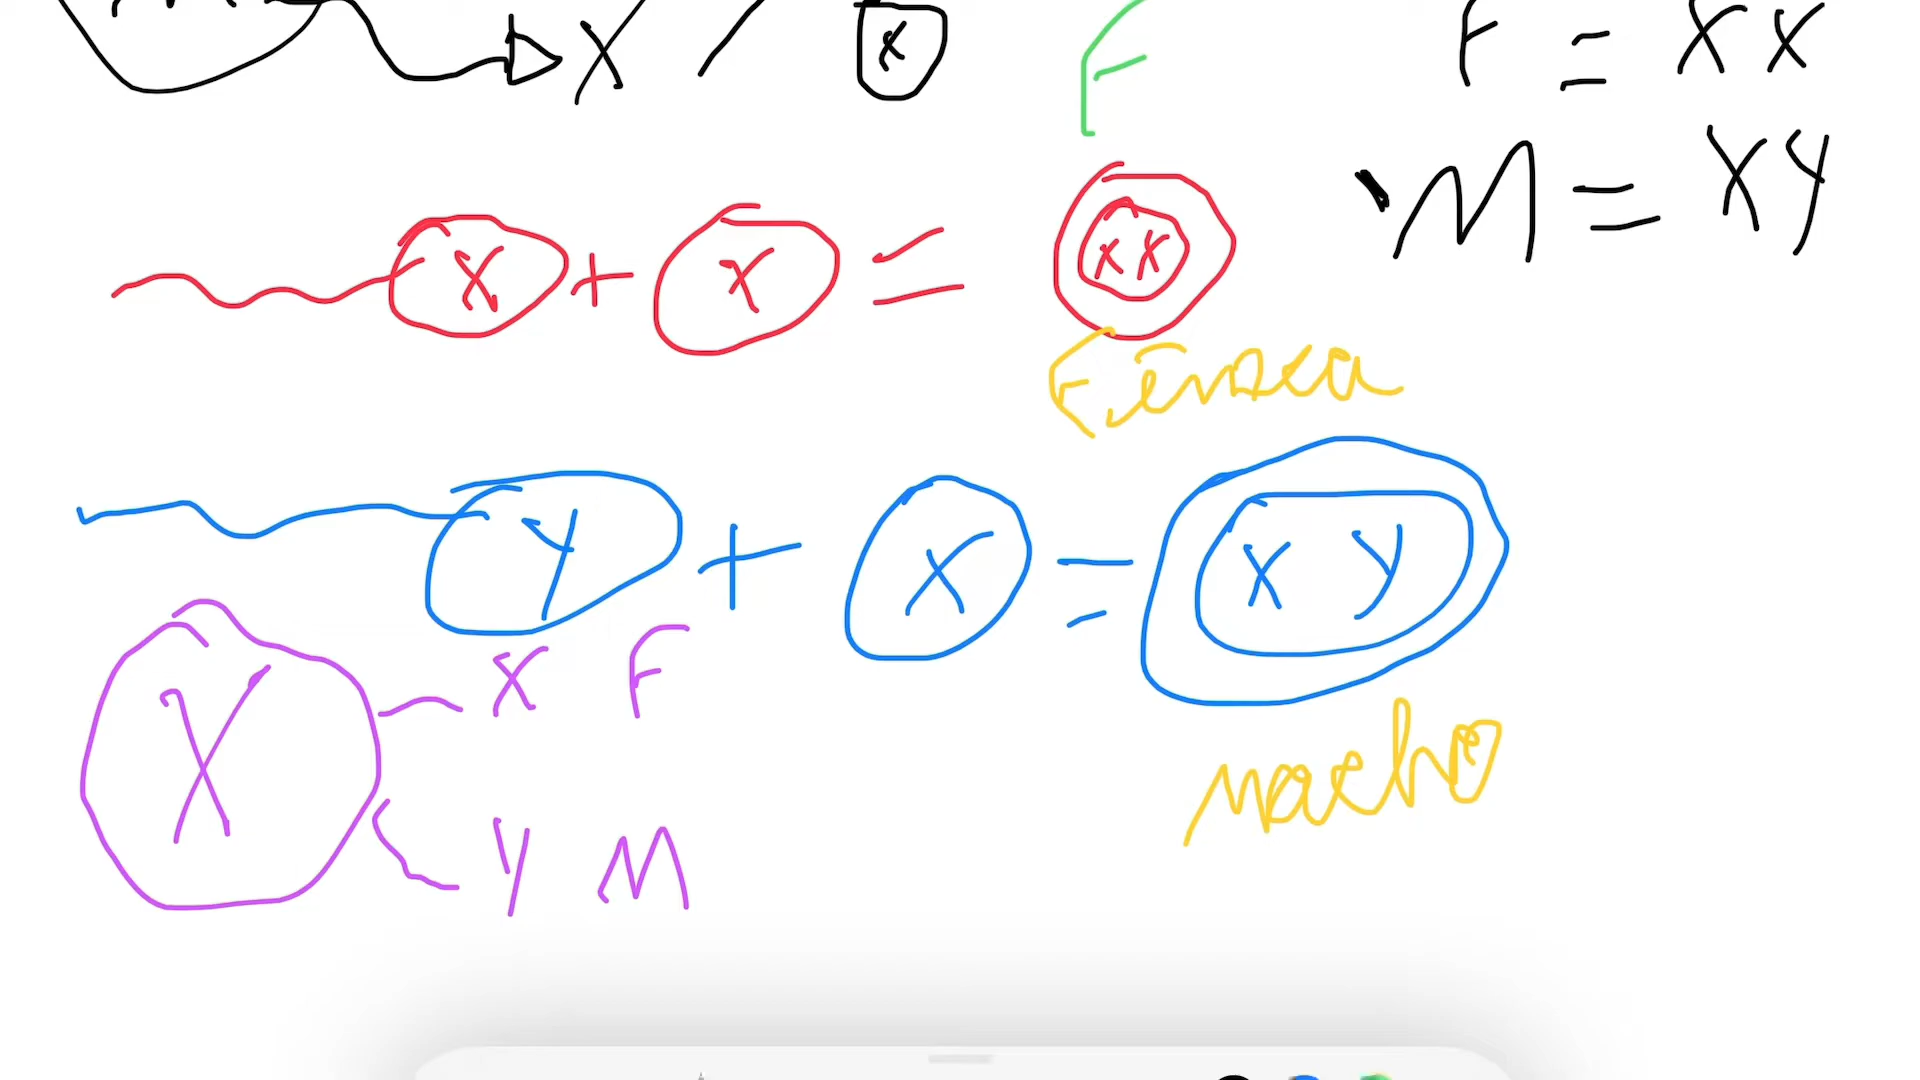 X / X F F = XX
M = XY
X + X = XX
Fêmea
Y + X = XY
X X F
macho
Y M